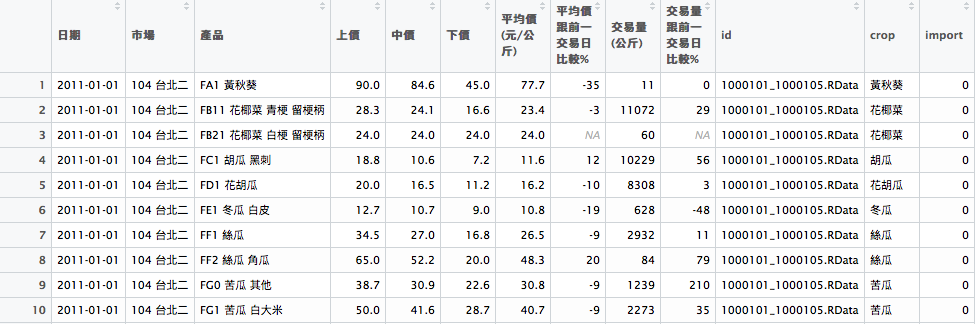 日期 市場 產品 上價 中價 下價 平均價(元/公斤) 平均價跟前一交易日比較% 交易量(公斤) 交易量跟前一交易日比較% id crop import
1 2011-01-01 104 台北二 FA1 黃秋葵 90.0 84.6 45.0 77.7 -35 11 0 1000101_1000105.RData 黃秋葵 0
2 2011-01-01 104 台北二 FB11 花椰菜 青梗 留梗柄 28.3 24.1 16.6 23.4 -3 11072 29 1000101_1000105.RData 花椰菜 0
3 2011-01-01 104 台北二 FB21 花椰菜 白梗 留梗柄 24.0 24.0 24.0 24.0 NA 60 NA 1000101_1000105.RData 花椰菜 0
4 2011-01-01 104 台北二 FC1 胡瓜 黑刺 18.8 10.6 7.2 11.6 12 10229 56 1000101_1000105.RData 胡瓜 0
5 2011-01-01 104 台北二 FD1 花胡瓜 20.0 16.5 11.2 16.2 -10 8308 3 1000101_1000105.RData 花胡瓜 0
6 2011-01-01 104 台北二 FE1 冬瓜 白皮 12.7 10.7 9.0 10.8 -19 628 -48 1000101_1000105.RData 冬瓜 0
7 2011-01-01 104 台北二 FF1 絲瓜 34.5 27.0 16.8 26.5 -9 2932 11 1000101_1000105.RData 絲瓜 0
8 2011-01-01 104 台北二 FF2 絲瓜 角瓜 65.0 52.2 20.0 48.3 20 84 79 1000101_1000105.RData 絲瓜 0
9 2011-01-01 104 台北二 FG0 苦瓜 其他 38.7 30.9 22.6 30.8 -9 1239 210 1000101_1000105.RData 苦瓜 0
10 2011-01-01 104 台北二 FG1 苦瓜 白大米 50.0 41.6 28.7 40.7 -9 2273 35 1000101_1000105.RData 苦瓜 0